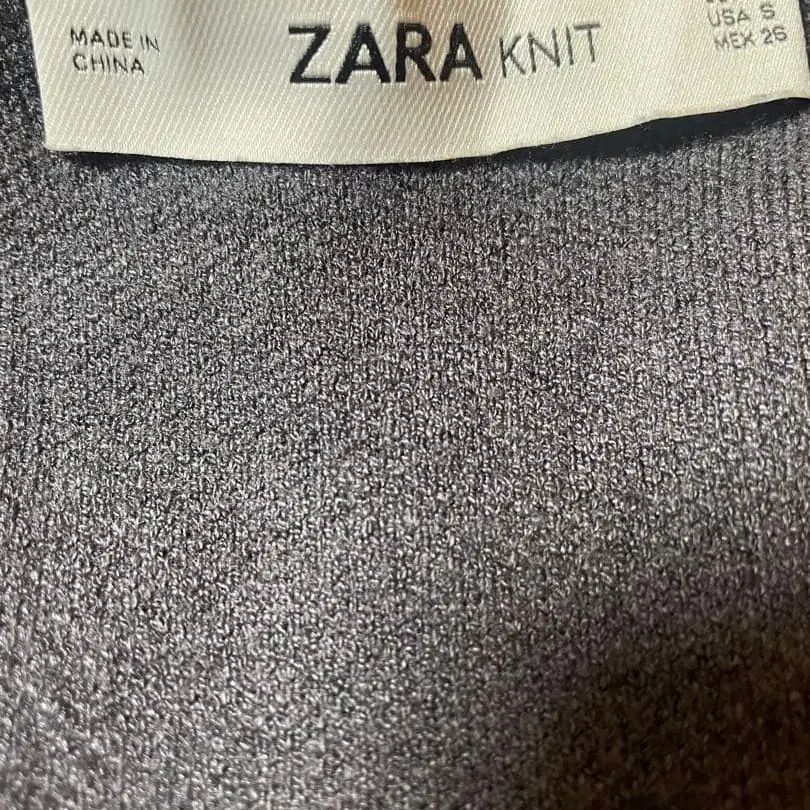 MADE IN
CHINA
ZARA KNIT
USA S
MEX 26